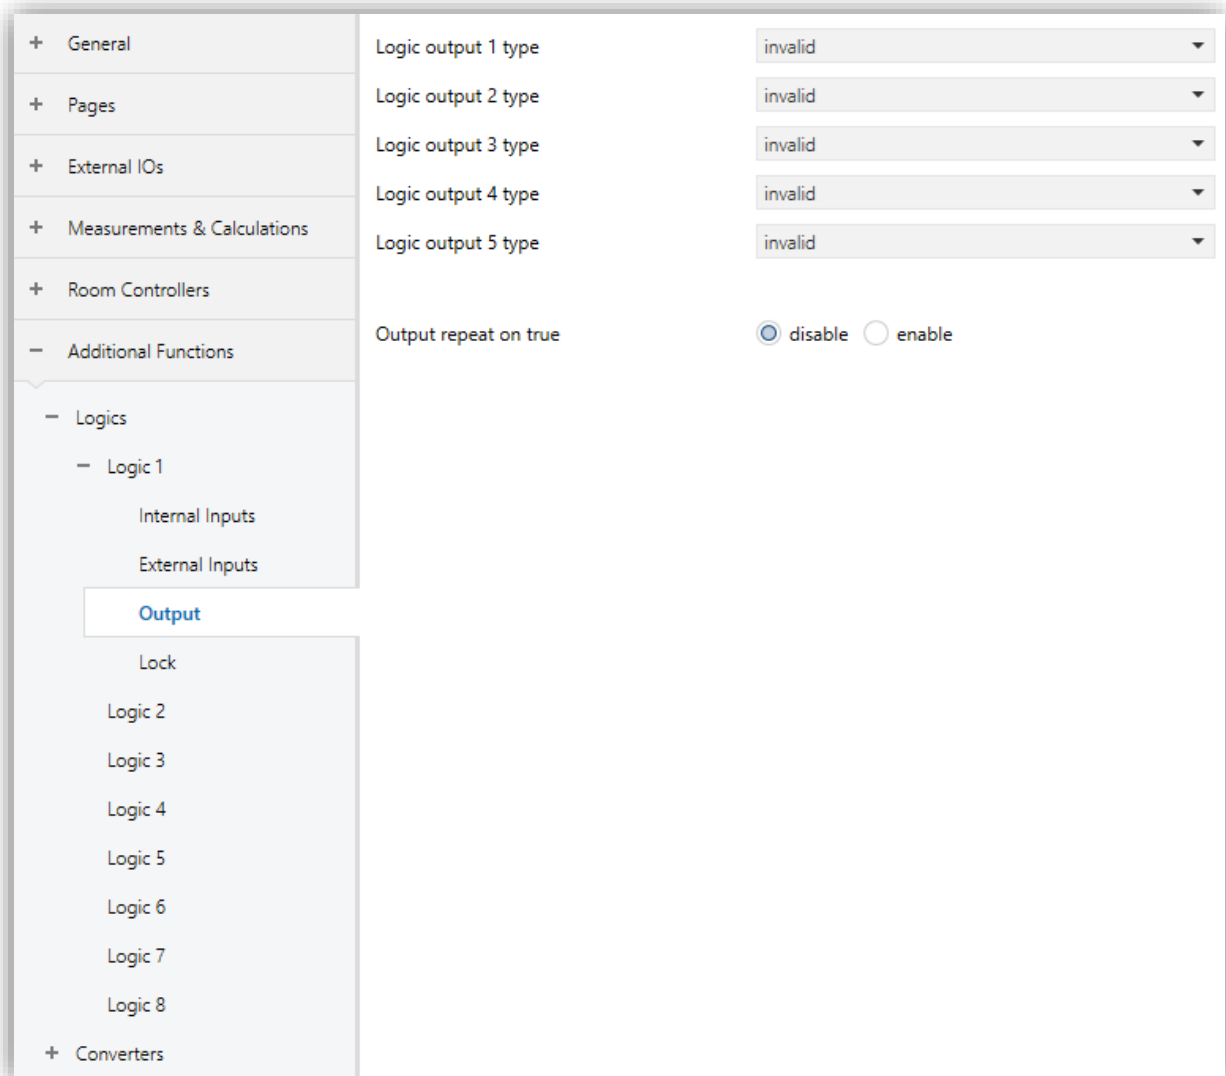 General
Pages
External IOs
Measurements & Calculations
Room Controllers
Additional Functions
Logics
Logic 1
Internal Inputs
External Inputs
Output
Lock
Logic 2
Logic 3
Logic 4
Logic 5
Logic 6
Logic 7
Logic 8
Converters
Logic output 1 type invalid
Logic output 2 type invalid
Logic output 3 type invalid
Logic output 4 type invalid
Logic output 5 type invalid
Output repeat on true disable enable